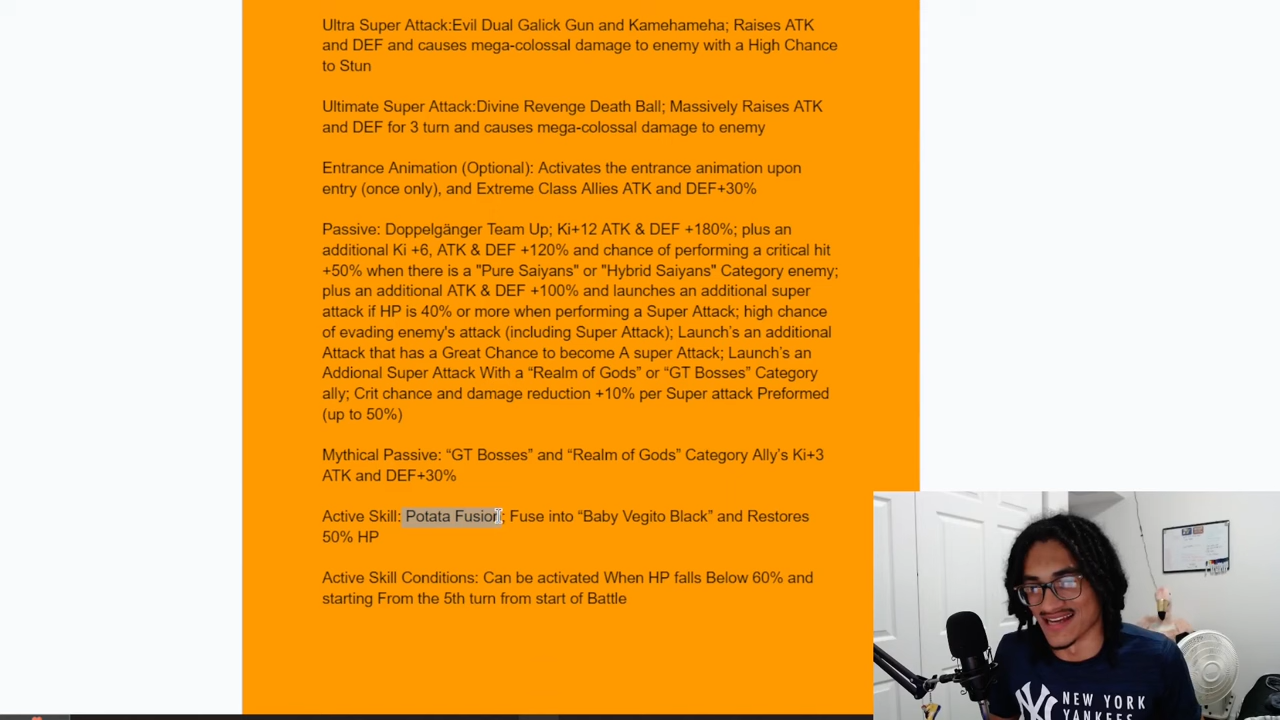 Ultra Super Attack:Evil Dual Galick Gun and Kamehameha; Raises ATK
and DEF and causes mega-colossal damage to enemy with a High Chance
to Stun
Ultimate Super Attack:Divine Revenge Death Ball; Massively Raises ATK
and DEF for 3 turn and causes mega-colossal damage to enemy
Entrance Animation (Optional): Activates the entrance animation upon
entry (once only), and Extreme Class Allies ATK and DEF+30%
Passive: Doppelgänger Team Up; Ki+12 ATK & DEF +180%; plus an
additional Ki +6, ATK & DEF +120% and chance of performing a critical hit
+50% when there is a "Pure Saiyans" or "Hybrid Saiyans" Category enemy;
plus an additional ATK & DEF +100% and launches an additional super
attack if HP is 40% or more when performing a Super Attack; high chance
of evading enemy's attack (including Super Attack); Launch's an additional
Attack that has a Great Chance to become A super Attack; Launch's an
Addional Super Attack With a “Realm of Gods” or “GT Bosses” Category
ally; Crit chance and damage reduction +10% per Super attack Preformed
(up to 50%)
Mythical Passive: “GT Bosses” and “Realm of Gods” Category Ally’s Ki+3
ATK and DEF+30%
Active Skill: Potata Fusion; Fuse into “Baby Vegito Black” and Restores
50% HP
Active Skill Conditions: Can be activated When HP falls Below 60% and
starting From the 5th turn from start of Battle
NEW YORK
YANKEES